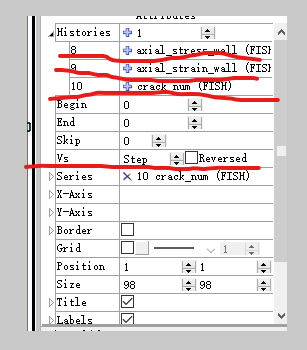 Attributes
Histories 1
8 axial_stress_wall (FISH
9 axial_strain_wall (FISH
10 crack_num (FISH)
Begin 0
End 0
Skip 0
Vs Step Reversed
Series 10 crack_num (FISH)
X-Axis
Y-Axis
Border
Grid 1
Position 1 1
Size 98 98
Title
Labels